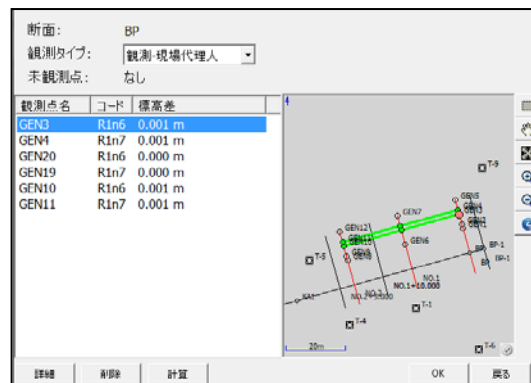 断面: BP
観測タイプ: 観測-現場代理人
未観測点: なし
観測点名 コード 標高差
GEN3 R1n6 0.001 m
GEN4 R1n7 0.001 m
GEN20 R1n6 0.000 m
GEN19 R1n7 0.000 m
GEN10 R1n6 0.001 m
GEN11 R1n7 0.001 m
4
T-9
GEN5
GEN7
GEN12
GEN6
T-5
BP-1
BP
NO.1
NO.1+10.000
KA1
T-1
T-4
20m
T-6
詳細 削除 計算 OK 戻る